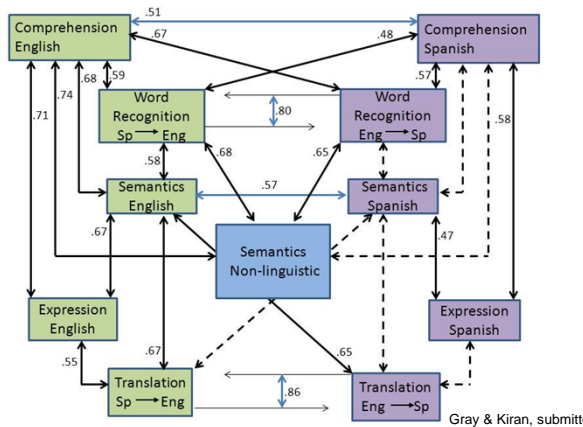 .51
Comprehension
English
Comprehension
Spanish
.67
.48
.71
.74
.68
.59
.57
.58
Word
Recognition
Sp → Eng
.80
Word
Recognition
Eng → Sp
.58
.68
.65
Semantics
English
.57
Semantics
Spanish
.67
.47
Semantics
Non-linguistic
Expression
English
Expression
Spanish
.55
.67
.65
Translation
Sp → Eng
.86
Translation
Eng → Sp
Gray & Kiran, submitt